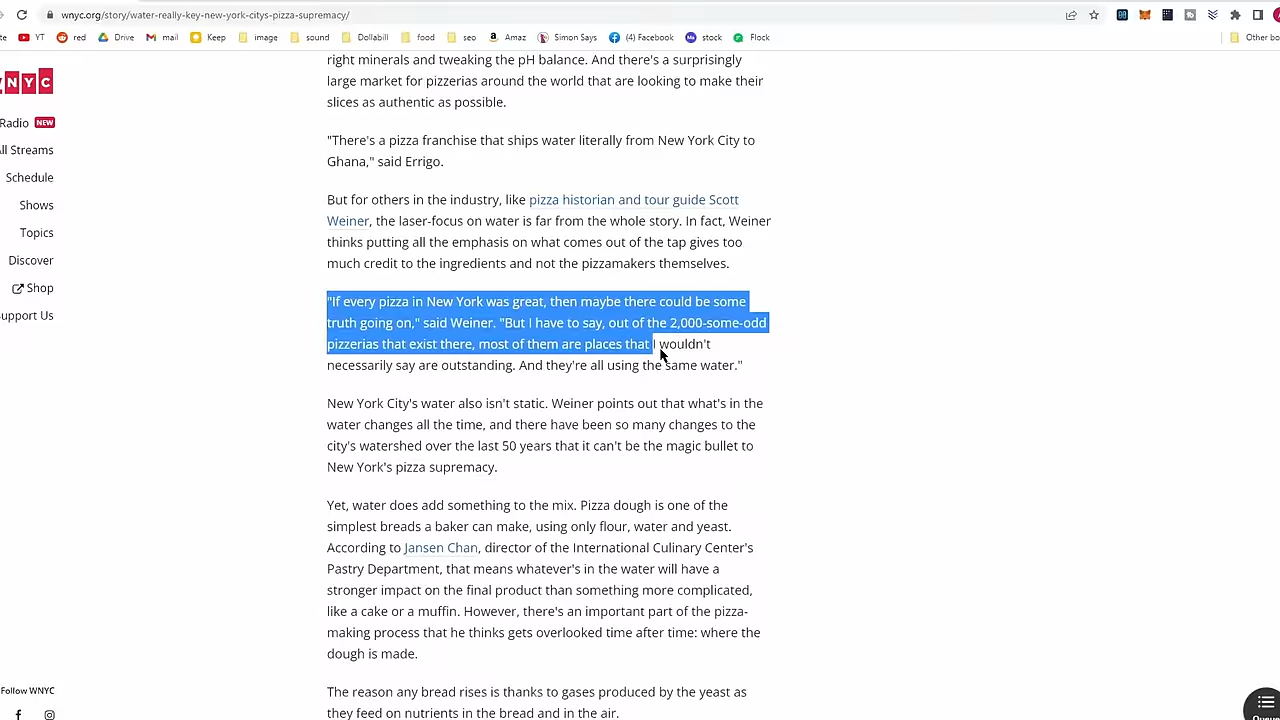 wnyc.org/story/water-really-key-new-york-citys-pizza-supremacy/
te YT red Drive mail Keep image sound Dollabill food seo Amaz Simon Says (4) Facebook stock Flock Other bo
NYC
Radio NEW
All Streams
Schedule
Shows
Topics
Discover
Shop
upport Us
right minerals and tweaking the pH balance. And there's a surprisingly
large market for pizzerias around the world that are looking to make their
slices as authentic as possible.
"There's a pizza franchise that ships water literally from New York City to
Ghana," said Errigo.
But for others in the industry, like pizza historian and tour guide Scott
Weiner, the laser-focus on water is far from the whole story. In fact, Weiner
thinks putting all the emphasis on what comes out of the tap gives too
much credit to the ingredients and not the pizzamakers themselves.
"If every pizza in New York was great, then maybe there could be some
truth going on," said Weiner. "But I have to say, out of the 2,000-some-odd
pizzerias that exist there, most of them are places that I wouldn't
necessarily say are outstanding. And they're all using the same water."
New York City's water also isn't static. Weiner points out that what's in the
water changes all the time, and there have been so many changes to the
city's watershed over the last 50 years that it can't be the magic bullet to
New York's pizza supremacy.
Yet, water does add something to the mix. Pizza dough is one of the
simplest breads a baker can make, using only flour, water and yeast.
According to Jansen Chan, director of the International Culinary Center's
Pastry Department, that means whatever's in the water will have a
stronger impact on the final product than something more complicated,
like a cake or a muffin. However, there's an important part of the pizza-
making process that he thinks gets overlooked time after time: where the
dough is made.
The reason any bread rises is thanks to gases produced by the yeast as
they feed on nutrients in the bread and in the air.
Follow WNYC